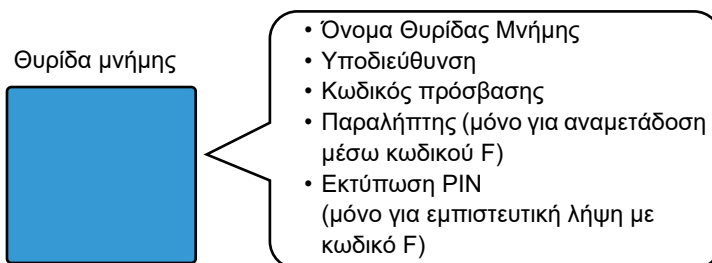 Θυρίδα μνήμης
• Όνομα Θυρίδας Μνήμης
• Υποδιεύθυνση
• Κωδικός πρόσβασης
• Παραλήπτης (μόνο για αναμετάδοση
μέσω κωδικού F)
• Εκτύπωση PIN
(μόνο για εμπιστευτική λήψη με
κωδικό F)